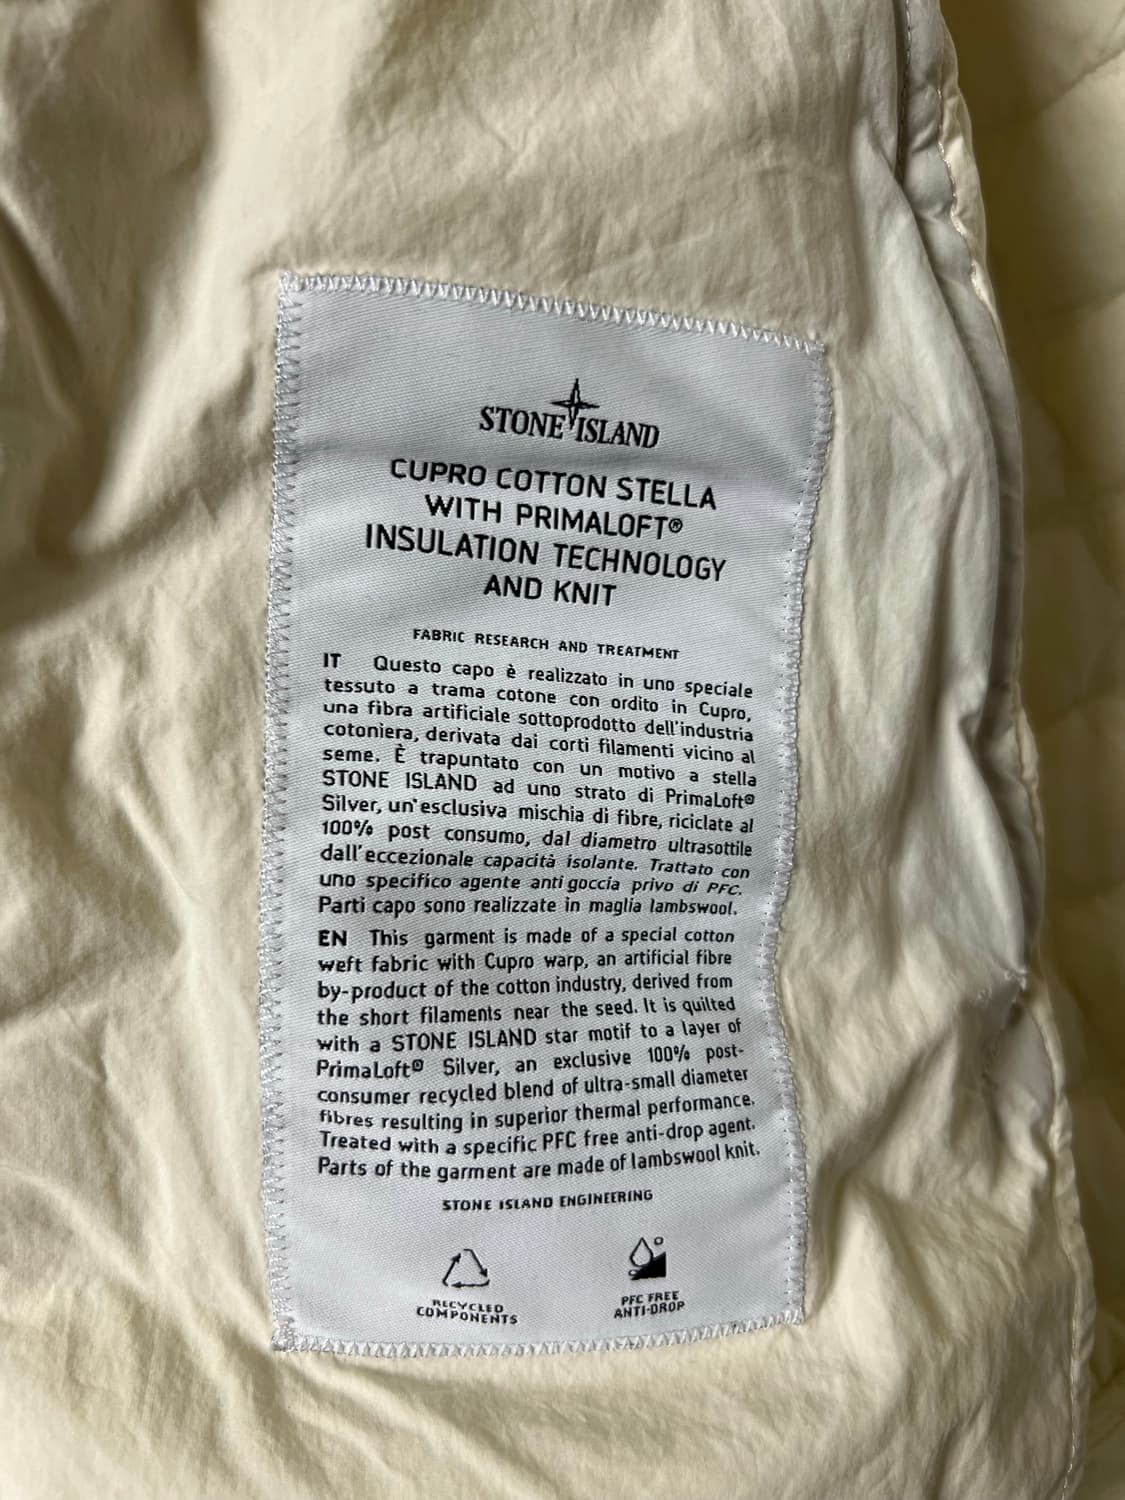 STONE ISLAND
CUPRO COTTON STELLA
WITH PRIMALOFT®
INSULATION TECHNOLOGY
AND KNIT
FABRIC RESEARCH AND TREATMENT
IT Questo capo è realizzato in uno speciale
tessuto a trama cotone con ordito in Cupro,
una fibra artificiale sottoprodotto dell'industria
cotoniera, derivata dai corti filamenti vicino al
seme. È trapuntato con un motivo a stella
STONE ISLAND ad uno strato di PrimaLoft®
Silver, un'esclusiva mischia di fibre, riciclate al
100% post consumo, dal diametro ultrasottile
dall'eccezionale capacità isolante. Trattato con
uno specifico agente anti goccia privo di PFC.
Parti capo sono realizzate in maglia lambswool.
EN This garment is made of a special cotton
weft fabric with Cupro warp, an artificial fibre
by-product of the cotton industry, derived from
the short filaments near the seed. It is quilted
with a STONE ISLAND star motif to a layer of
PrimaLoft® Silver, an exclusive 100% post-
consumer recycled blend of ultra-small diameter
fibres resulting in superior thermal performance.
Treated with a specific PFC free anti-drop agent.
Parts of the garment are made of lambswool knit.
STONE ISLAND ENGINEERING
RECYCLED
COMPONENTS
PFC FREE
ANTI-DROP